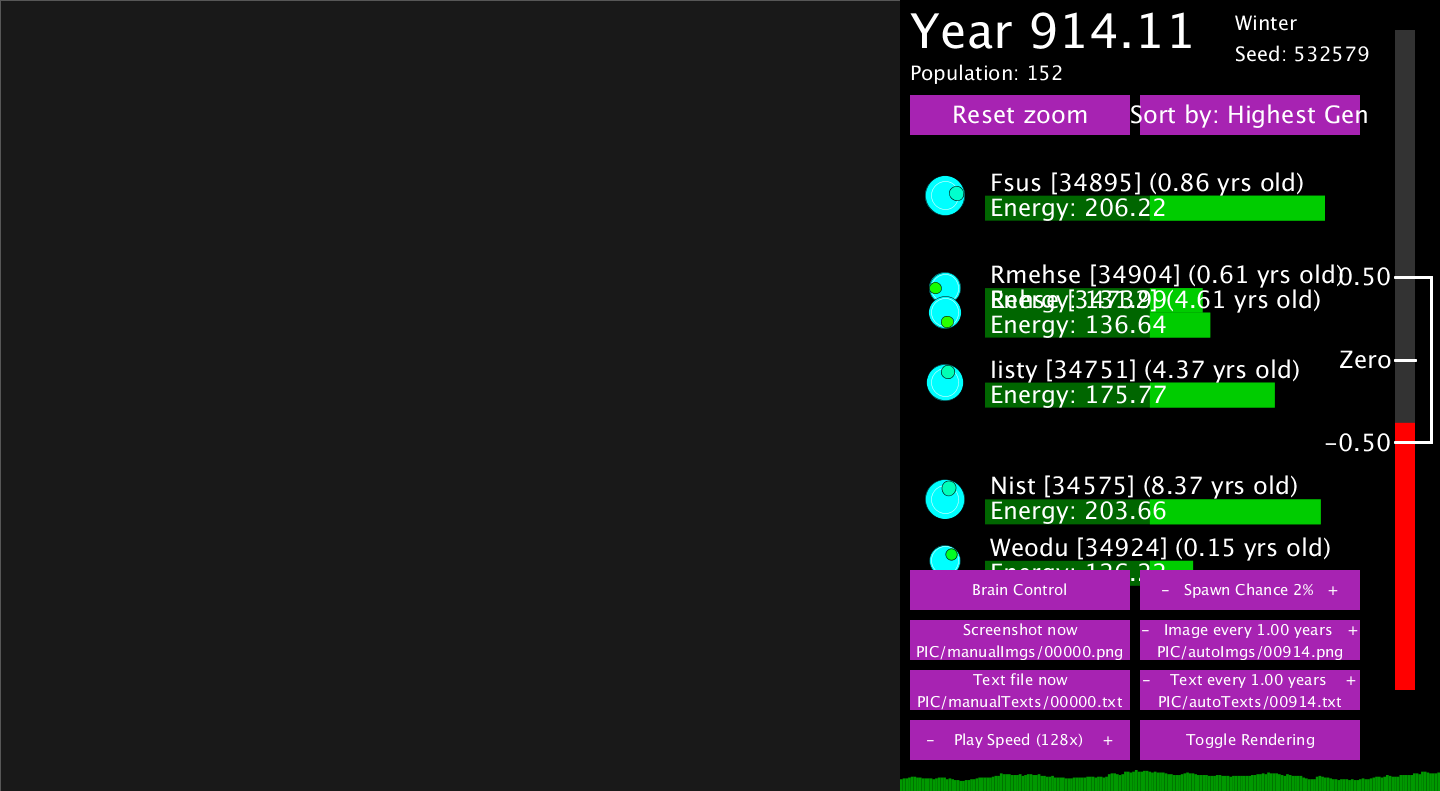 Year 914.11
Winter
Seed: 532579
Population: 152
Reset zoom
Sort by: Highest Gen
Fsus [34895] (0.86 yrs old)
Energy: 206.22
Rmehse [34904] (0.61 yrs old)
(4.61 yrs old)
Energy: 136.64
Iisty [34751] (4.37 yrs old)
Energy: 175.77
Nist [34575] (8.37 yrs old)
Energy: 203.66
Weodu [34924] (0.15 yrs old)
0.50
Zero
-0.50
Brain Control
- Spawn Chance 2% +
Screenshot now
PIC/manualImgs/00000.png
- Image every 1.00 years +
PIC/autoImgs/00914.png
Text file now
PIC/manualTexts/00000.txt
- Text every 1.00 years +
PIC/autoTexts/00914.txt
- Play Speed (128x) +
Toggle Rendering